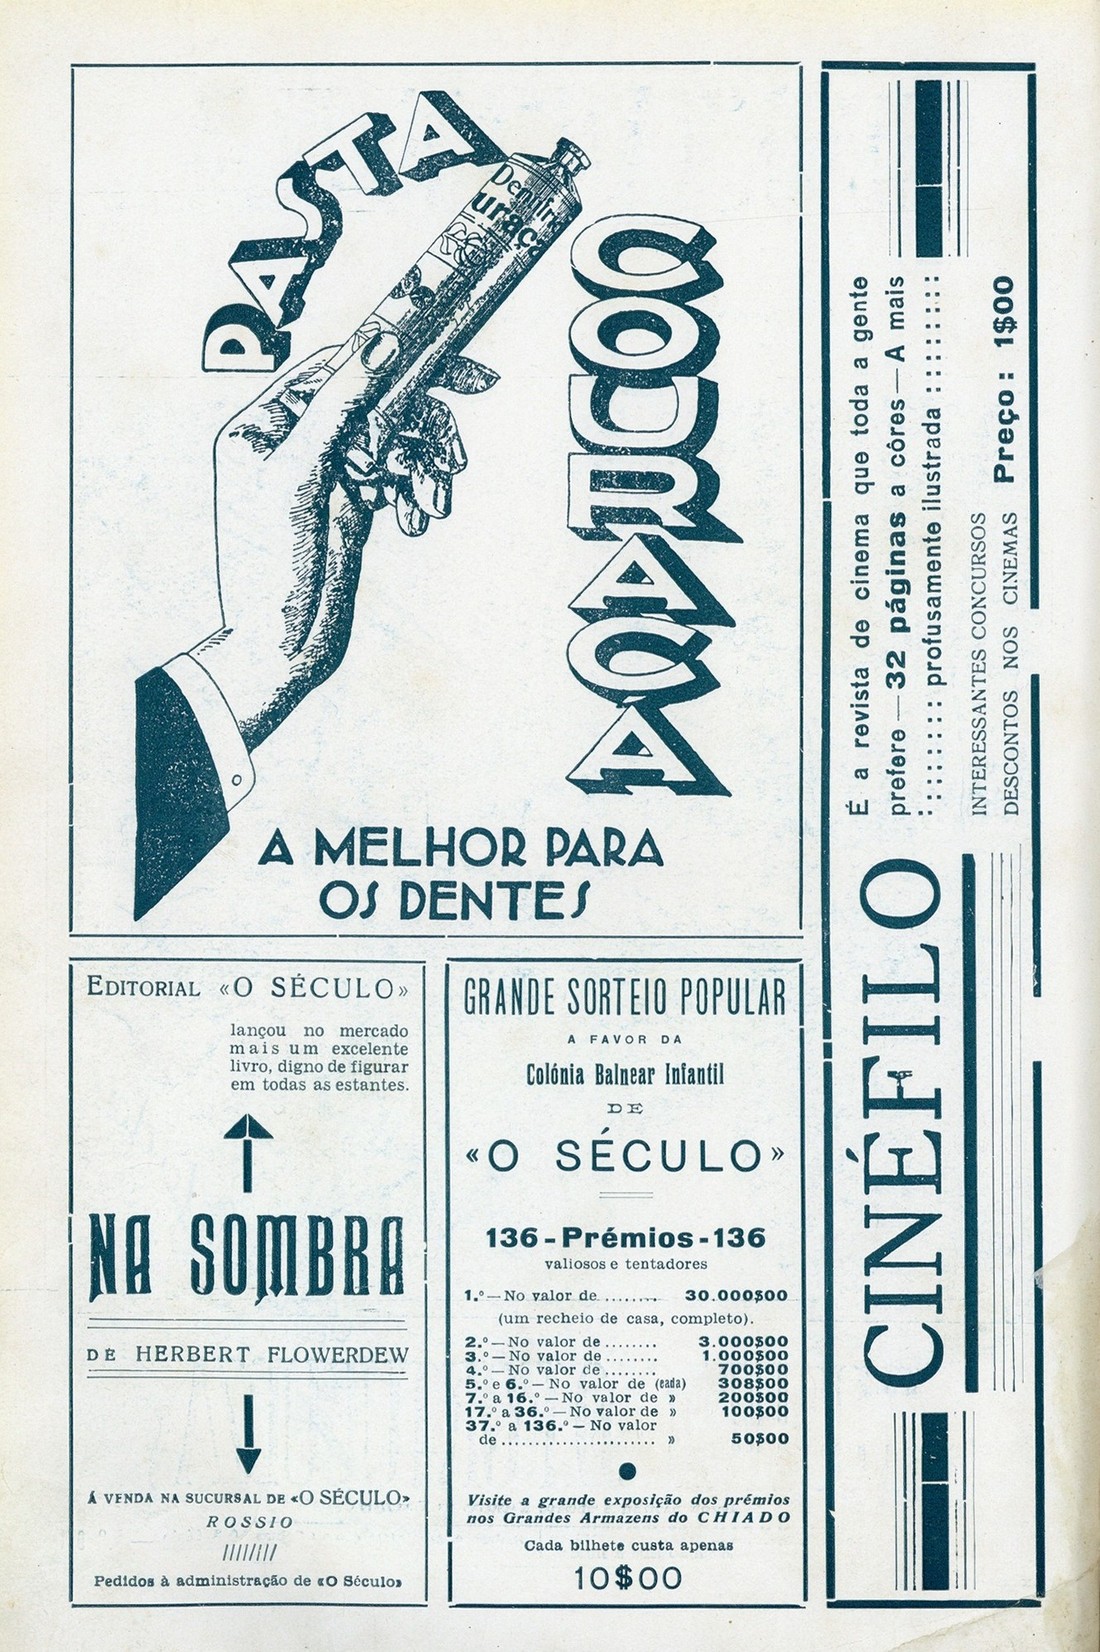 PASTA
Dentifri
uraça
COURAÇA
A MELHOR PARA
OS DENTES
EDITORIAL «O SÉCULO»
lançou no mercado
mais um excelente
livro, digno de figurar
em todas as estantes.
NA SOMBRA
DE HERBERT FLOWERDEW
Á VENDA NA SUCURSAL DE «O SÉCULO»
ROSSIO
Pedidos à administração de «O Século»
GRANDE SORTEIO POPULAR
A FAVOR DA
Colónia Balnear Infantil
DE
«O SÉCULO»
136-Prémios-136
valiosos e tentadores
1.º—No valor de ......... 30.000$00
(um recheio de casa, completo).
2.º—No valor de ........ 3.000$00
3.º—No valor de ........ 1.000$00
4.º—No valor de ........ 700$00
5.º e 6.º—No valor de (cada) 308$00
7.º a 16.º—No valor de » 200$00
17.º a 36.º—No valor de » 100$00
37.º a 136.º—No valor
de ...................... » 50$00
Visite a grande exposição dos prémios
nos Grandes Armazens do CHIADO
Cada bilhete custa apenas
10$00
CINÉFILO
É a revista de cinema que toda a gente
prefere — 32 páginas a côres — A mais
: : : : : : : : profusamente ilustrada : : : : : : : :
INTERESSANTES CONCURSOS
DESCONTOS NOS CINEMAS Preço: 1$00